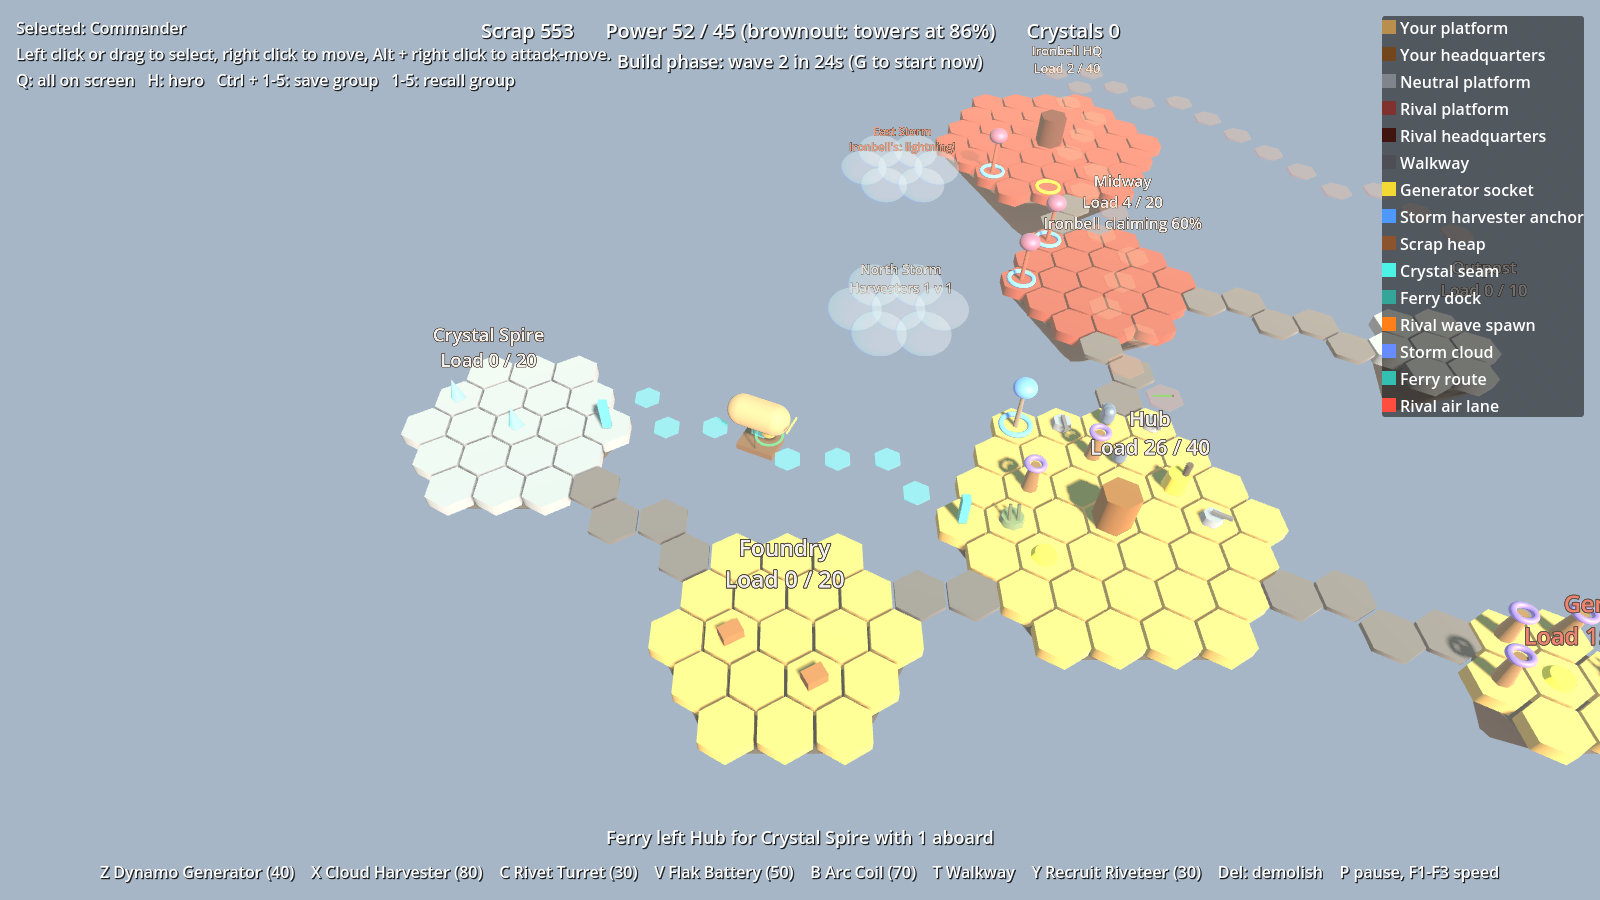 Selected: Commander
Left click or drag to select, right click to move, Alt + right click to attack-move.
Q: all on screen   H: hero   Ctrl + 1-5: save group   1-5: recall group
Scrap 553   Power 52 / 45 (brownout: towers at 86%)   Crystals 0
Build phase: wave 2 in 24s (G to start now)
Ironbell HQ
Load 2 / 40
East Storm
Ironbell's: lightning!
Midway
Load 4 / 20
Ironbell claiming 60%
North Storm
Harvesters 1 v 1
Crystal Spire
Load 0 / 20
Hub
Load 26 / 40
Foundry
Load 0 / 20
Load 0 / 10
Your platform
Your headquarters
Neutral platform
Rival platform
Rival headquarters
Walkway
Generator socket
Storm harvester anchor
Scrap heap
Crystal seam
Ferry dock
Rival wave spawn
Storm cloud
Ferry route
Rival air lane
Ferry left Hub for Crystal Spire with 1 aboard
Z Dynamo Generator (40)   X Cloud Harvester (80)   C Rivet Turret (30)   V Flak Battery (50)   B Arc Coil (70)   T Walkway   Y Recruit Riveteer (30)   Del: demolish   P pause, F1-F3 speed